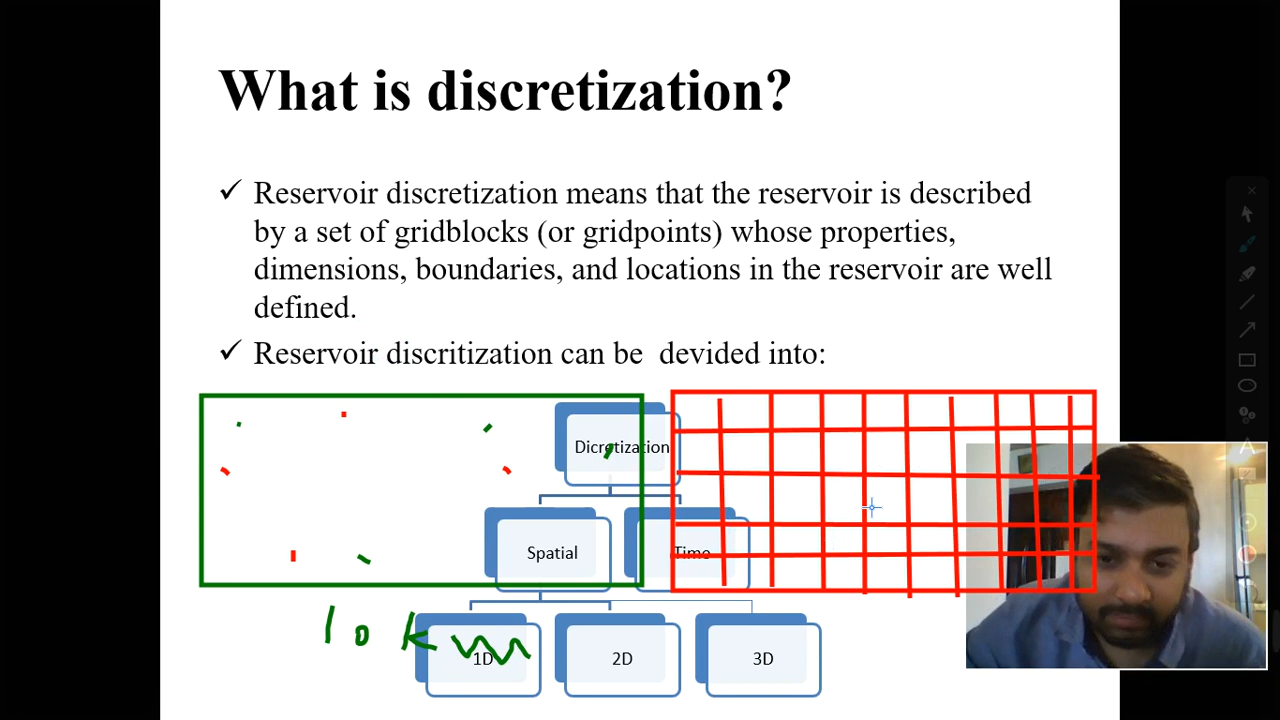 What is discretization?
✓ Reservoir discretization means that the reservoir is described
by a set of gridblocks (or gridpoints) whose properties,
dimensions, boundaries, and locations in the reservoir are well
defined.
✓ Reservoir discritization can be devided into:
Dicretization
Spatial
Time
10 km
1D
2D
3D
A